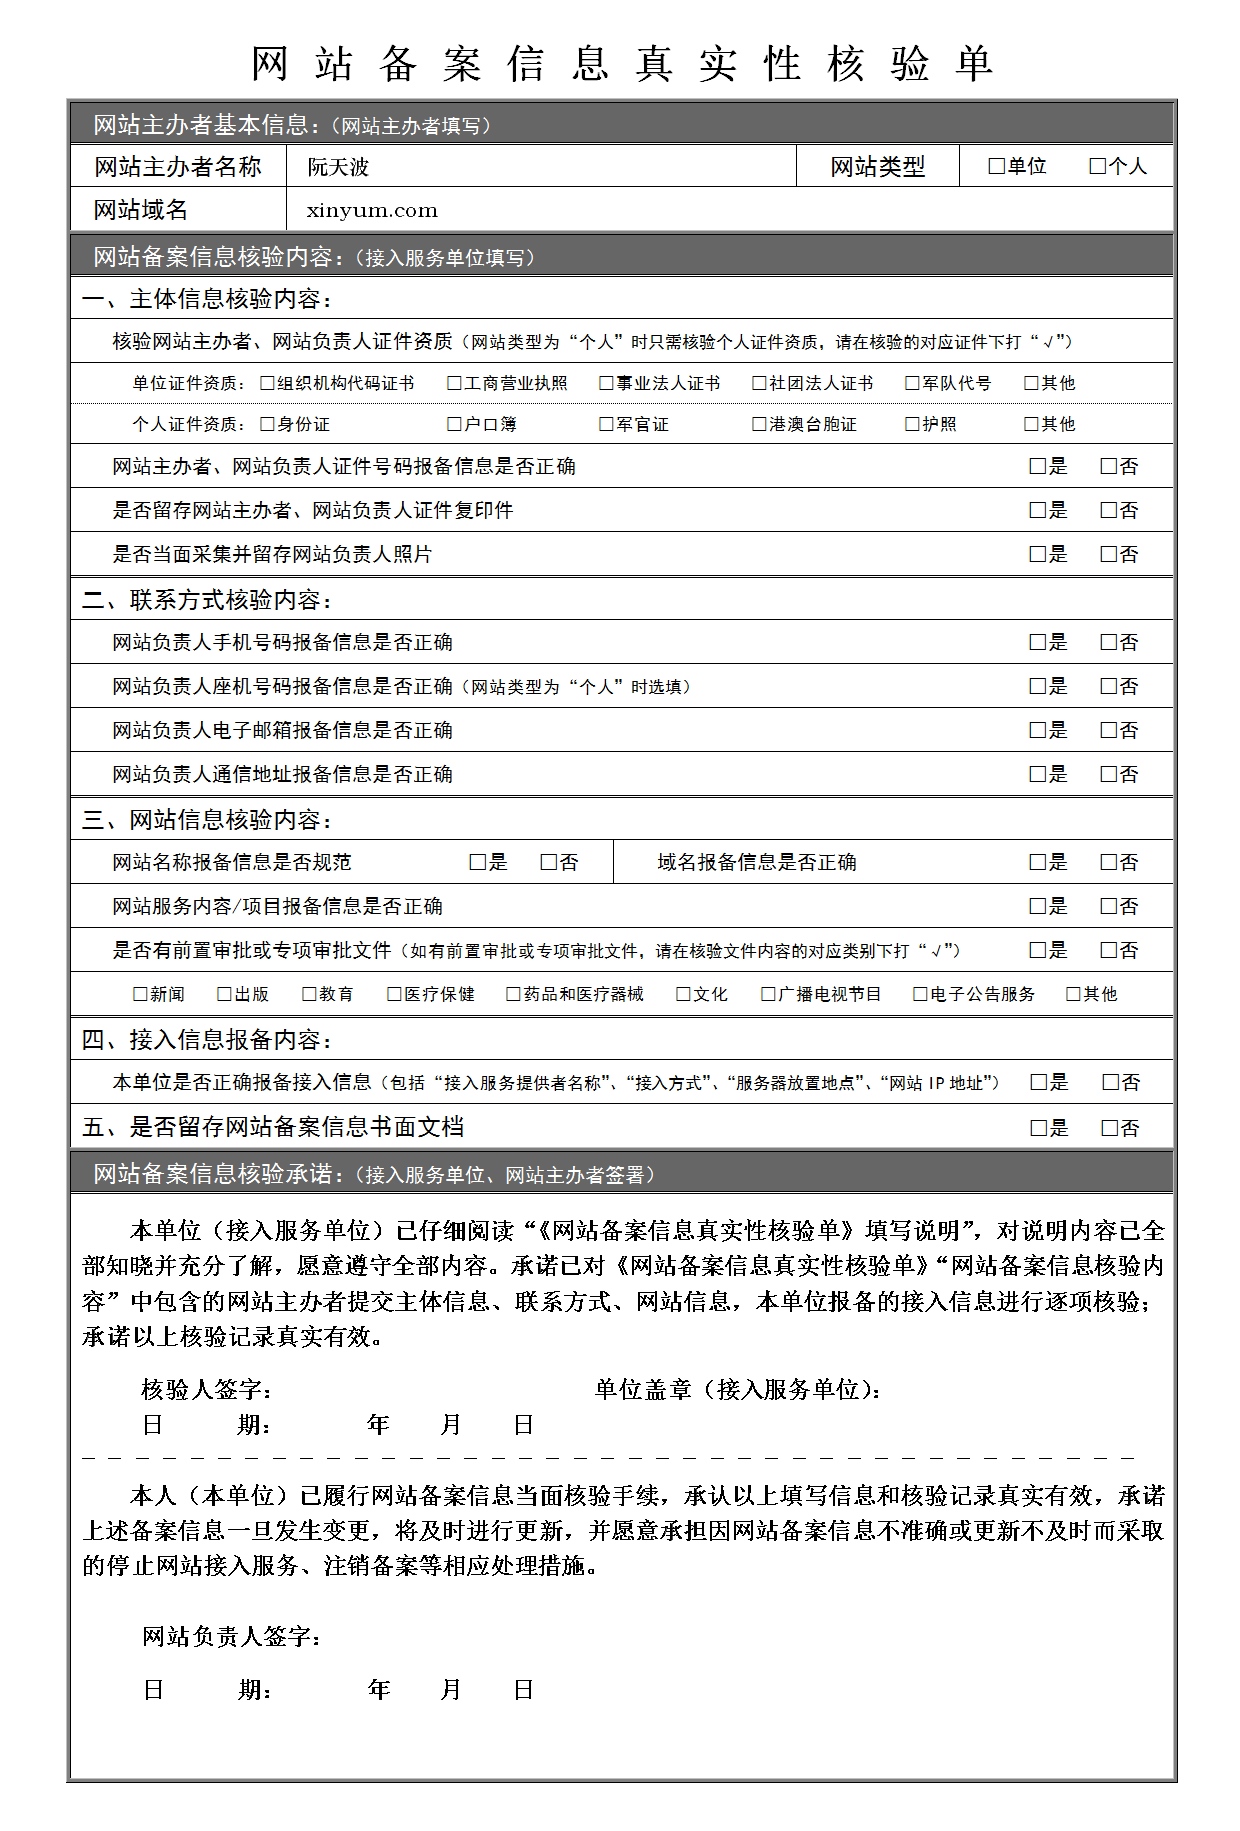 网站备案信息真实性核验单
网站主办者基本信息：（网站主办者填写）
网站主办者名称 阮天波 网站类型 □单位 □个人
网站域名 xinyum.com
网站备案信息核验内容：（接入服务单位填写）
一、主体信息核验内容：
核验网站主办者、网站负责人证件资质（网站类型为“个人”时只需核验个人证件资质，请在核验的对应证件下打“√”）
单位证件资质：□组织机构代码证书 □工商营业执照 □事业法人证书 □社团法人证书 □军队代号 □其他
个人证件资质：□身份证 □户口簿 □军官证 □港澳台胞证 □护照 □其他
网站主办者、网站负责人证件号码报备信息是否正确 □是 □否
是否留存网站主办者、网站负责人证件复印件 □是 □否
是否当面采集并留存网站负责人照片 □是 □否
二、联系方式核验内容：
网站负责人手机号码报备信息是否正确 □是 □否
网站负责人座机号码报备信息是否正确（网站类型为“个人”时选填） □是 □否
网站负责人电子邮箱报备信息是否正确 □是 □否
网站负责人通信地址报备信息是否正确 □是 □否
三、网站信息核验内容：
网站名称报备信息是否规范 □是 □否 域名报备信息是否正确 □是 □否
网站服务内容/项目报备信息是否正确 □是 □否
是否有前置审批或专项审批文件（如有前置审批或专项审批文件，请在核验文件内容的对应类别下打“√”） □是 □否
□新闻 □出版 □教育 □医疗保健 □药品和医疗器械 □文化 □广播电视节目 □电子公告服务 □其他
四、接入信息报备内容：
本单位是否正确报备接入信息（包括“接入服务提供者名称”、“接入方式”、“服务器放置地点”、“网站 IP 地址”） □是 □否
五、是否留存网站备案信息书面文档 □是 □否
网站备案信息核验承诺：（接入服务单位、网站主办者签署）
本单位（接入服务单位）已仔细阅读“《网站备案信息真实性核验单》填写说明”，对说明内容已全
部知晓并充分了解，愿意遵守全部内容。承诺已对《网站备案信息真实性核验单》“网站备案信息核验内
容”中包含的网站主办者提交主体信息、联系方式、网站信息，本单位报备的接入信息进行逐项核验；
承诺以上核验记录真实有效。
核验人签字： 单位盖章（接入服务单位）：
日 期： 年 月 日
本人（本单位）已履行网站备案信息当面核验手续，承认以上填写信息和核验记录真实有效，承诺
上述备案信息一旦发生变更，将及时进行更新，并愿意承担因网站备案信息不准确或更新不及时而采取
的停止网站接入服务、注销备案等相应处理措施。
网站负责人签字：
日 期： 年 月 日